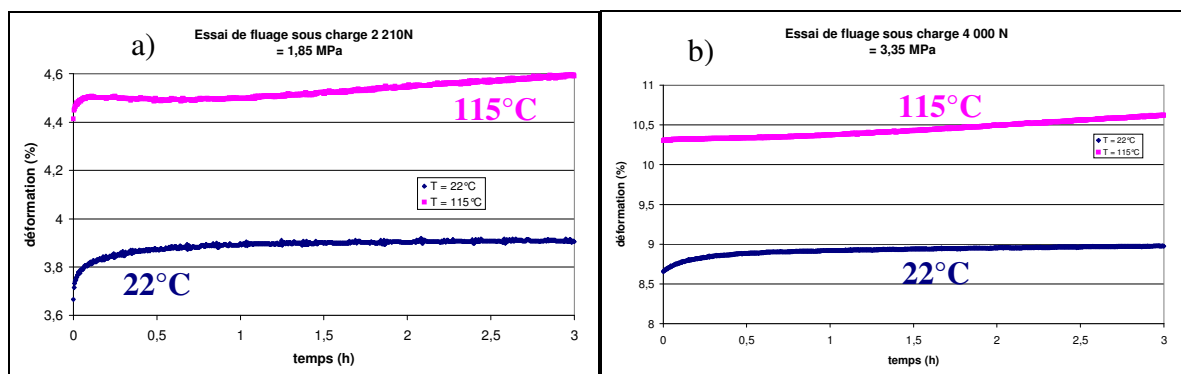 a)
Essai de fluage sous charge 2 210N
= 1,85 MPa
4,6
4,4
4,2
4
3,8
3,6
déformation (%)
115°C
T = 22°C
T = 115°C
22°C
0
0,5
1
1,5
2
2,5
3
temps (h)
b)
Essai de fluage sous charge 4 000 N
= 3,35 MPa
11
10,5
10
9,5
9
8,5
8
déformation (%)
115°C
T = 22°C
T = 115°C
22°C
0
0,5
1
1,5
2
2,5
3
temps (h)